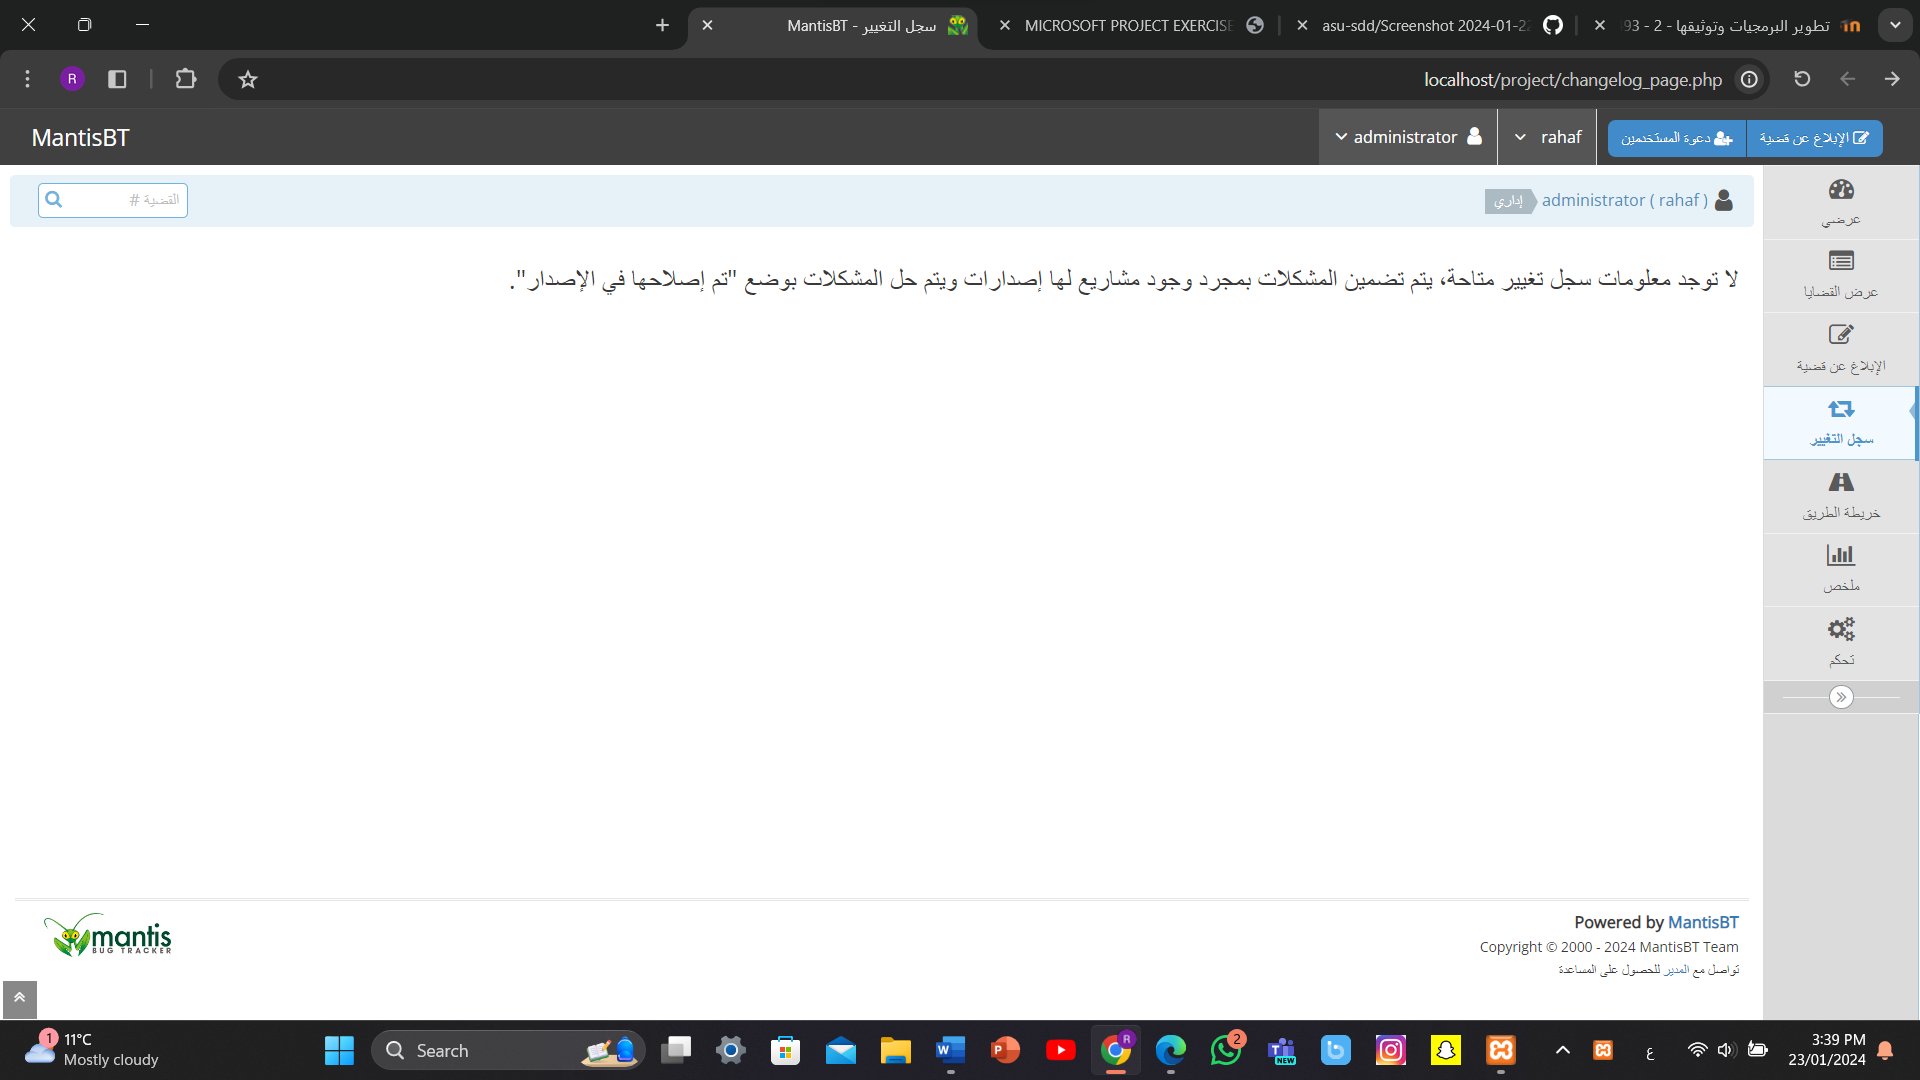 تطوير البرمجيات وتوثيقها - 2 - 93
asu-sdd/Screenshot 2024-01-22
MICROSOFT PROJECT EXERCISE
سجل التغيير - MantisBT
localhost/project/changelog_page.php
R
MantisBT
الإبلاغ عن قضية
دعوة المستخدمين
rahaf
administrator
administrator ( rahaf )
إداري
القضية #
عرضي
عرض القضايا
الإبلاغ عن قضية
سجل التغيير
خريطة الطريق
ملخص
تحكم
لا توجد معلومات سجل تغيير متاحة، يتم تضمين المشكلات بمجرد وجود مشاريع لها إصدارات ويتم حل المشكلات بوضع "تم إصلاحها في الإصدار".
Powered by MantisBT
Copyright © 2000 - 2024 MantisBT Team
تواصل مع المدير للحصول على المساعدة
mantis
BUG TRACKER
1
11°C
Mostly cloudy
Search
W
P
R
2
NEW
ع
3:39 PM
23/01/2024